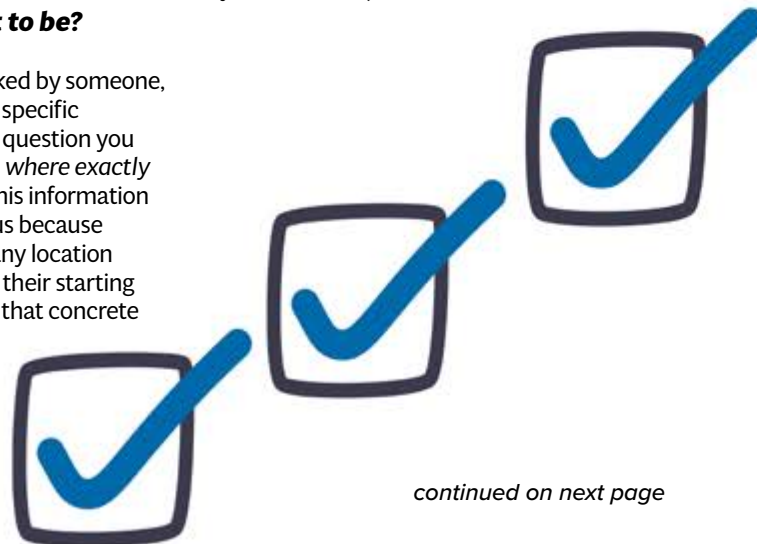 to be?
ked by someone,
specific
question you
where exactly
his information
us because
any location
their starting
that concrete
continued on next page